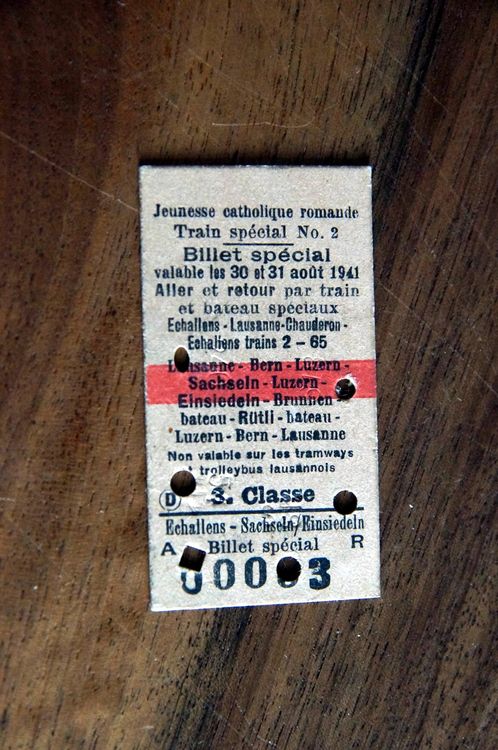 Jeunesse catholique romande
Train spécial No. 2
Billet spécial
valable les 30 et 31 août 1941
Aller et retour par train
et bateau spéciaux
Echallens - Lausanne-Chauderon -
Echallens trains 2 - 65
Lausanne - Bern - Luzern -
Sachseln - Luzern -
Einsiedeln - Brunnen
bateau - Rütli - bateau -
Luzern - Bern - Lausanne
Non valable sur les tramways
et trolleybus lausannois
D 3. Classe
Echallens - Sachseln/Einsiedeln
A Billet spécial R